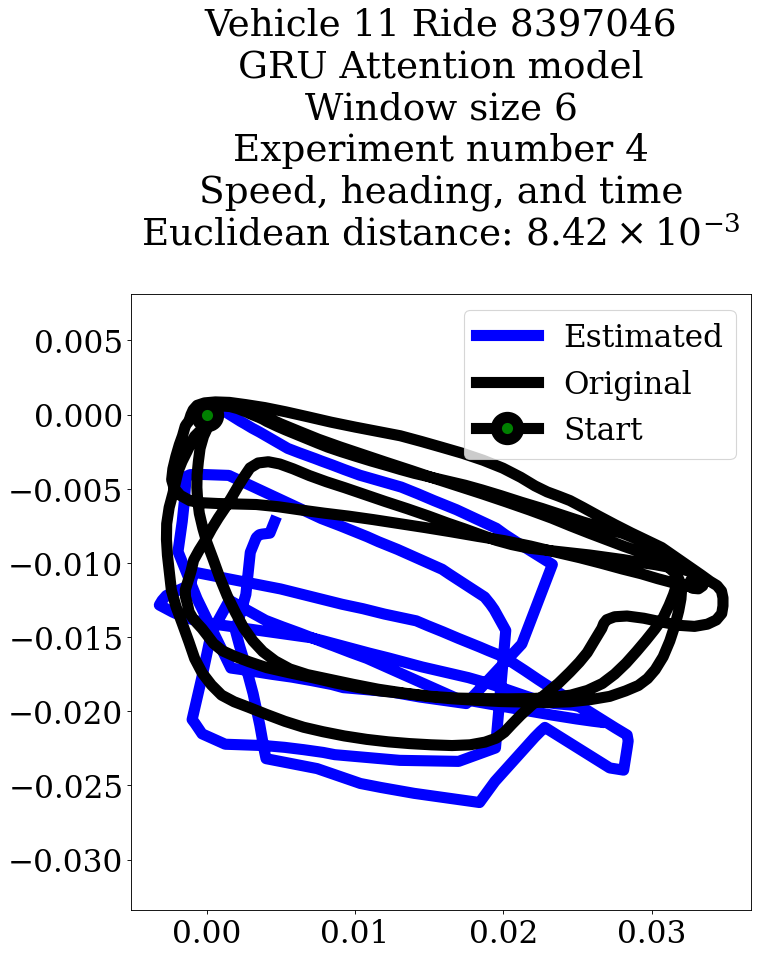 Vehicle 11 Ride 8397046
GRU Attention model
Window size 6
Experiment number 4
Speed, heading, and time
Euclidean distance: 8.42 × 10⁻³
Estimated
Original
Start
0.005
0.000
−0.005
−0.010
−0.015
−0.020
−0.025
−0.030
0.00 0.01 0.02 0.03